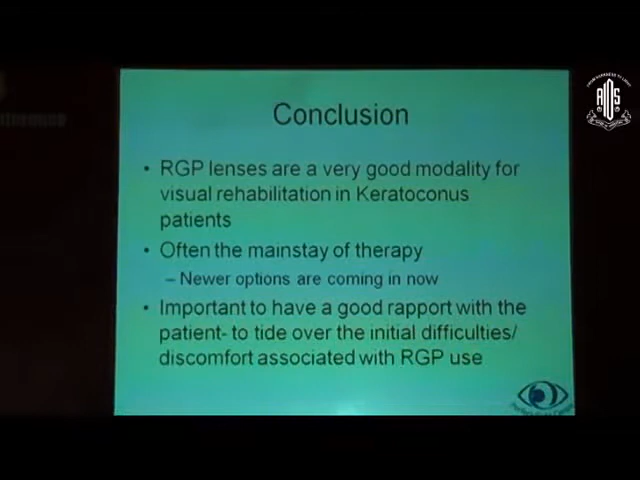 Conclusion
• RGP lenses are a very good modality for
visual rehabilitation in Keratoconus
patients
• Often the mainstay of therapy
– Newer options are coming in now
• Important to have a good rapport with the
patient- to tide over the initial difficulties/
discomfort associated with RGP use
AIOS